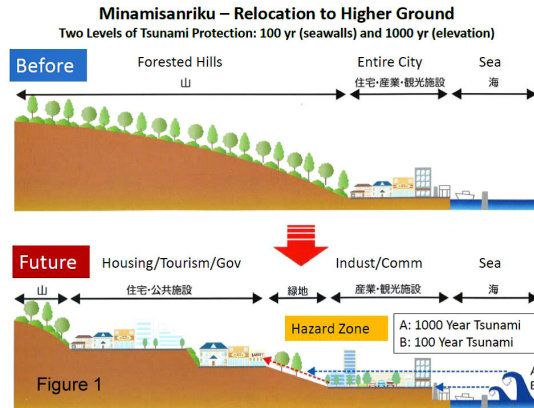 Minamisanriku – Relocation to Higher Ground
Two Levels of Tsunami Protection: 100 yr (seawalls) and 1000 yr (elevation)
Before
Forested Hills
Entire City
Sea
山
住宅・産業・観光施設
海
Future
Housing/Tourism/Gov
Indust/Comm
Sea
山
住宅・公共施設
緑地
産業・観光施設
海
Hazard Zone
A: 1000 Year Tsunami
B: 100 Year Tsunami
A
B
Figure 1